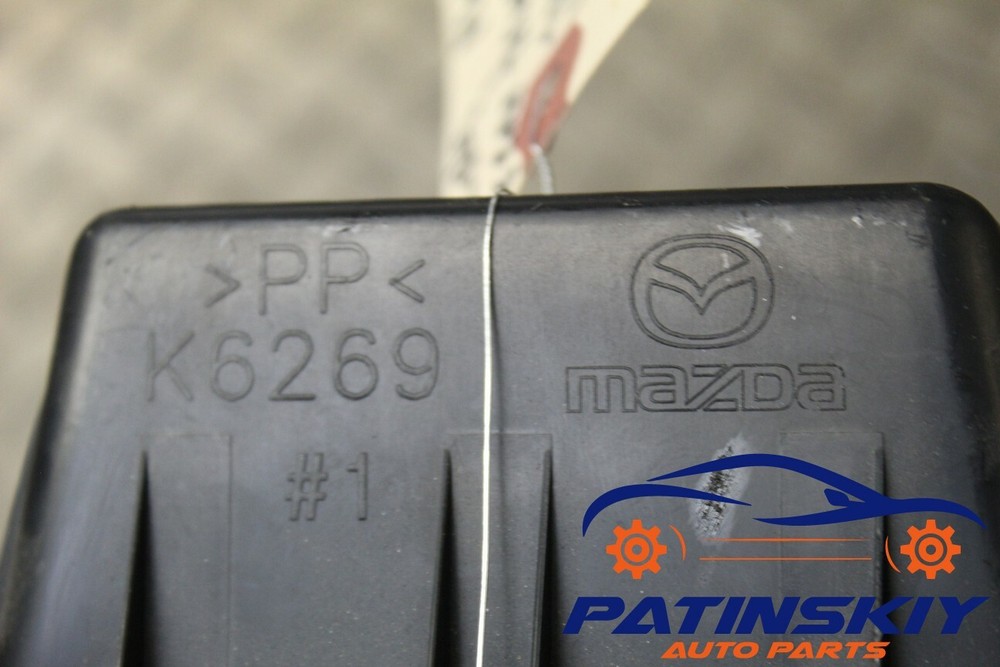 >PP<
K6269
mazda
#1
PATINSKIY
AUTO PARTS